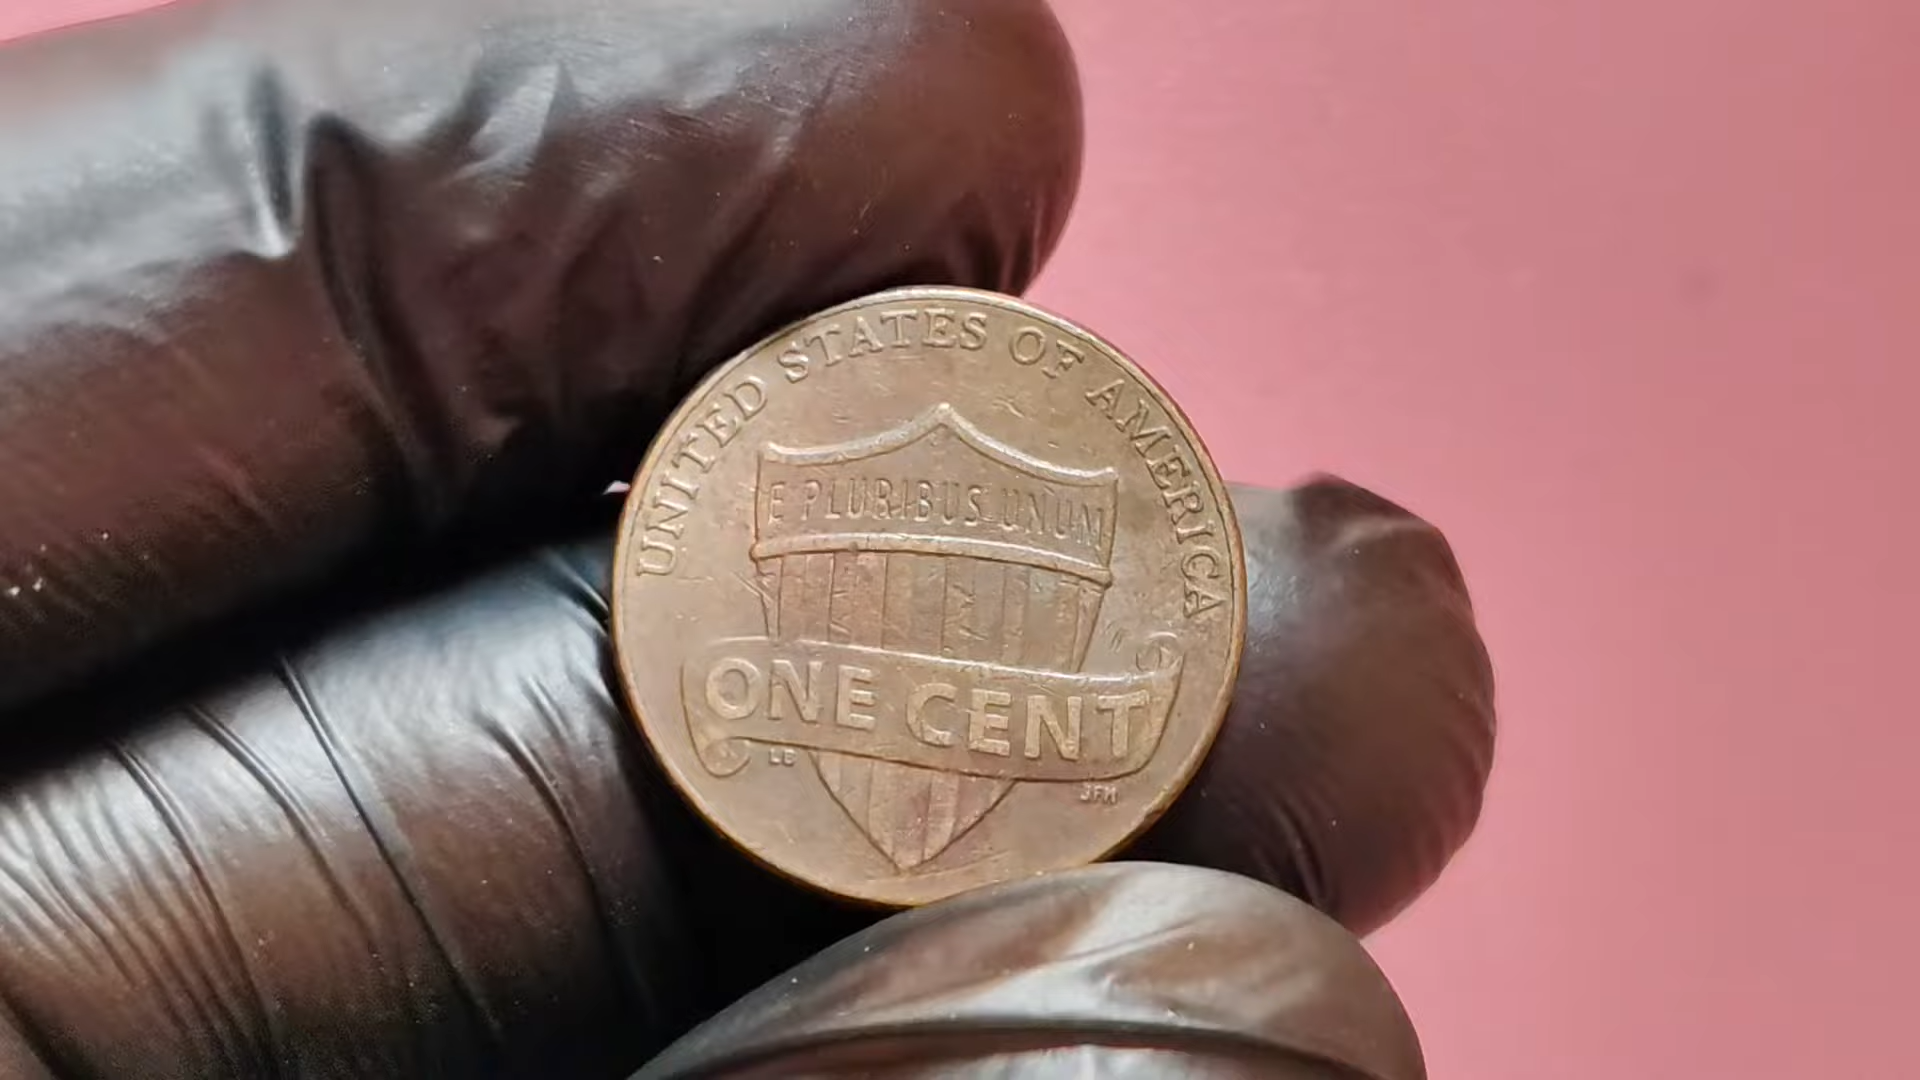 UNITED STATES OF AMERICA
E PLURIBUS UNUM
ONE CENT
LB
JFM